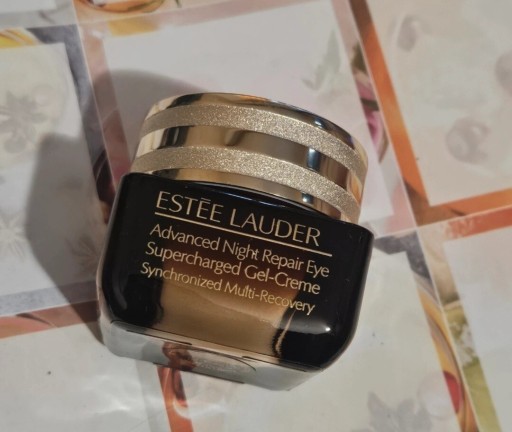 ESTĒE LAUDER
Advanced Night Repair Eye
Supercharged Gel-Creme
Synchronized Multi-Recovery